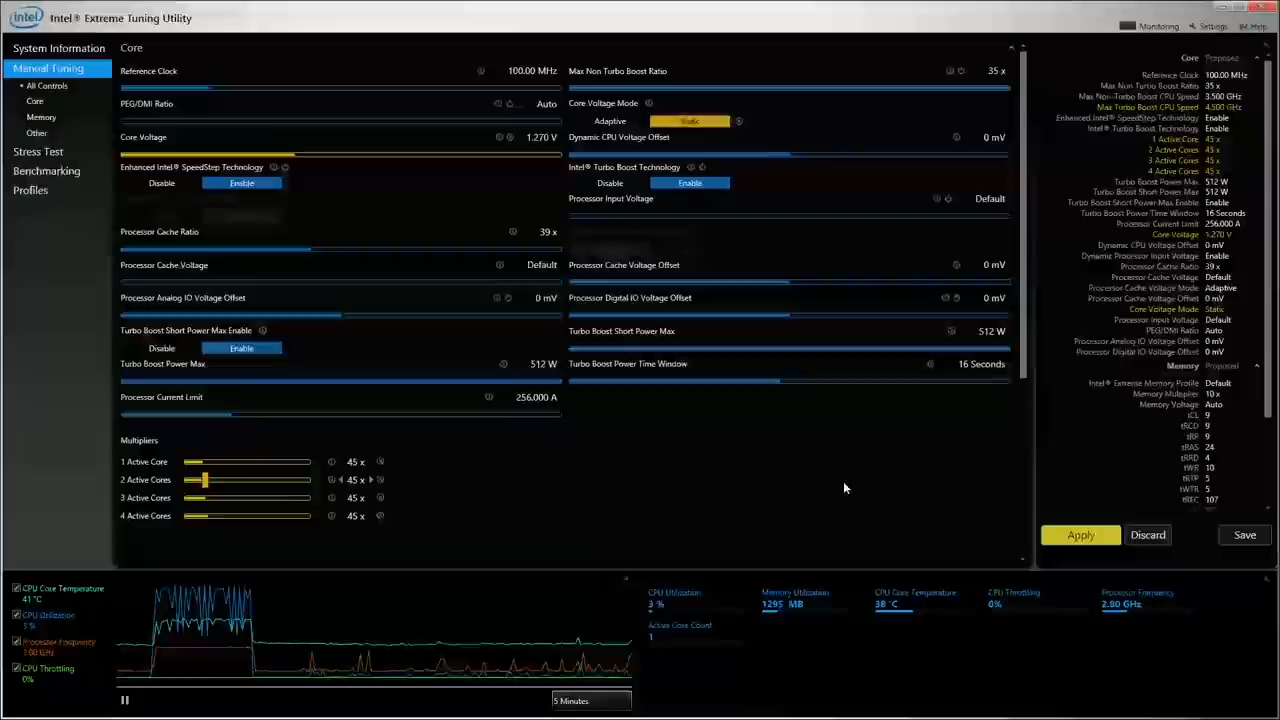 intel Intel® Extreme Tuning Utility
Monitoring Settings Help
System Information
Manual Tuning
All Controls
Core
Memory
Other
Stress Test
Benchmarking
Profiles
Core
Reference Clock 100.00 MHz
Max Non Turbo Boost Ratio 35 x
PEG/DMI Ratio Auto
Core Voltage Mode
Adaptive Static
Core Voltage 1.270 V
Dynamic CPU Voltage Offset 0 mV
Enhanced Intel® SpeedStep Technology
Disable Enable
Intel® Turbo Boost Technology
Disable Enable
Processor Input Voltage Default
Processor Cache Ratio 39 x
Processor Cache Voltage Default
Processor Cache Voltage Offset 0 mV
Processor Analog IO Voltage Offset 0 mV
Processor Digital IO Voltage Offset 0 mV
Turbo Boost Short Power Max Enable
Disable Enable
Turbo Boost Short Power Max 512 W
Turbo Boost Power Max 512 W
Turbo Boost Power Time Window 16 Seconds
Processor Current Limit 256.000 A
Multipliers
1 Active Core 45 x
2 Active Cores 45 x
3 Active Cores 45 x
4 Active Cores 45 x
Core Proposed
Reference Clock 100.00 MHz
Max Non Turbo Boost Ratio 35 x
Max Non-Turbo Boost CPU Speed 3.500 GHz
Max Turbo Boost CPU Speed 4.500 GHz
Enhanced Intel® SpeedStep Technology Enable
Intel® Turbo Boost Technology Enable
1 Active Core 45 x
2 Active Cores 45 x
3 Active Cores 45 x
4 Active Cores 45 x
Turbo Boost Power Max 512 W
Turbo Boost Short Power Max 512 W
Turbo Boost Short Power Max Enable Enable
Turbo Boost Power Time Window 16 Seconds
Processor Current Limit 256.000 A
Core Voltage 1.270 V
Dynamic CPU Voltage Offset 0 mV
Dynamic Processor Input Voltage Enable
Processor Cache Ratio 39 x
Processor Cache Voltage Default
Processor Cache Voltage Mode Adaptive
Processor Cache Voltage Offset 0 mV
Core Voltage Mode Static
Processor Input Voltage Default
PEG/DMI Ratio Auto
Processor Analog IO Voltage Offset 0 mV
Processor Digital IO Voltage Offset 0 mV
Memory Proposed
Intel® Extreme Memory Profile Default
Memory Multiplier 10 x
Memory Voltage Auto
tCL 9
tRCD 9
tRP 9
tRAS 24
tRRD 4
tWR 10
tRTP 5
tWTR 5
tREC 107
Apply Discard Save
CPU Core Temperature
41 °C
CPU Utilization
3 %
Processor Frequency
3.00 GHz
CPU Throttling
0%
5 Minutes
CPU Utilization
3 %
Memory Utilization
1295 MB
CPU Core Temperature
38 °C
CPU Throttling
0%
Processor Frequency
2.80 GHz
Active Core Count
1